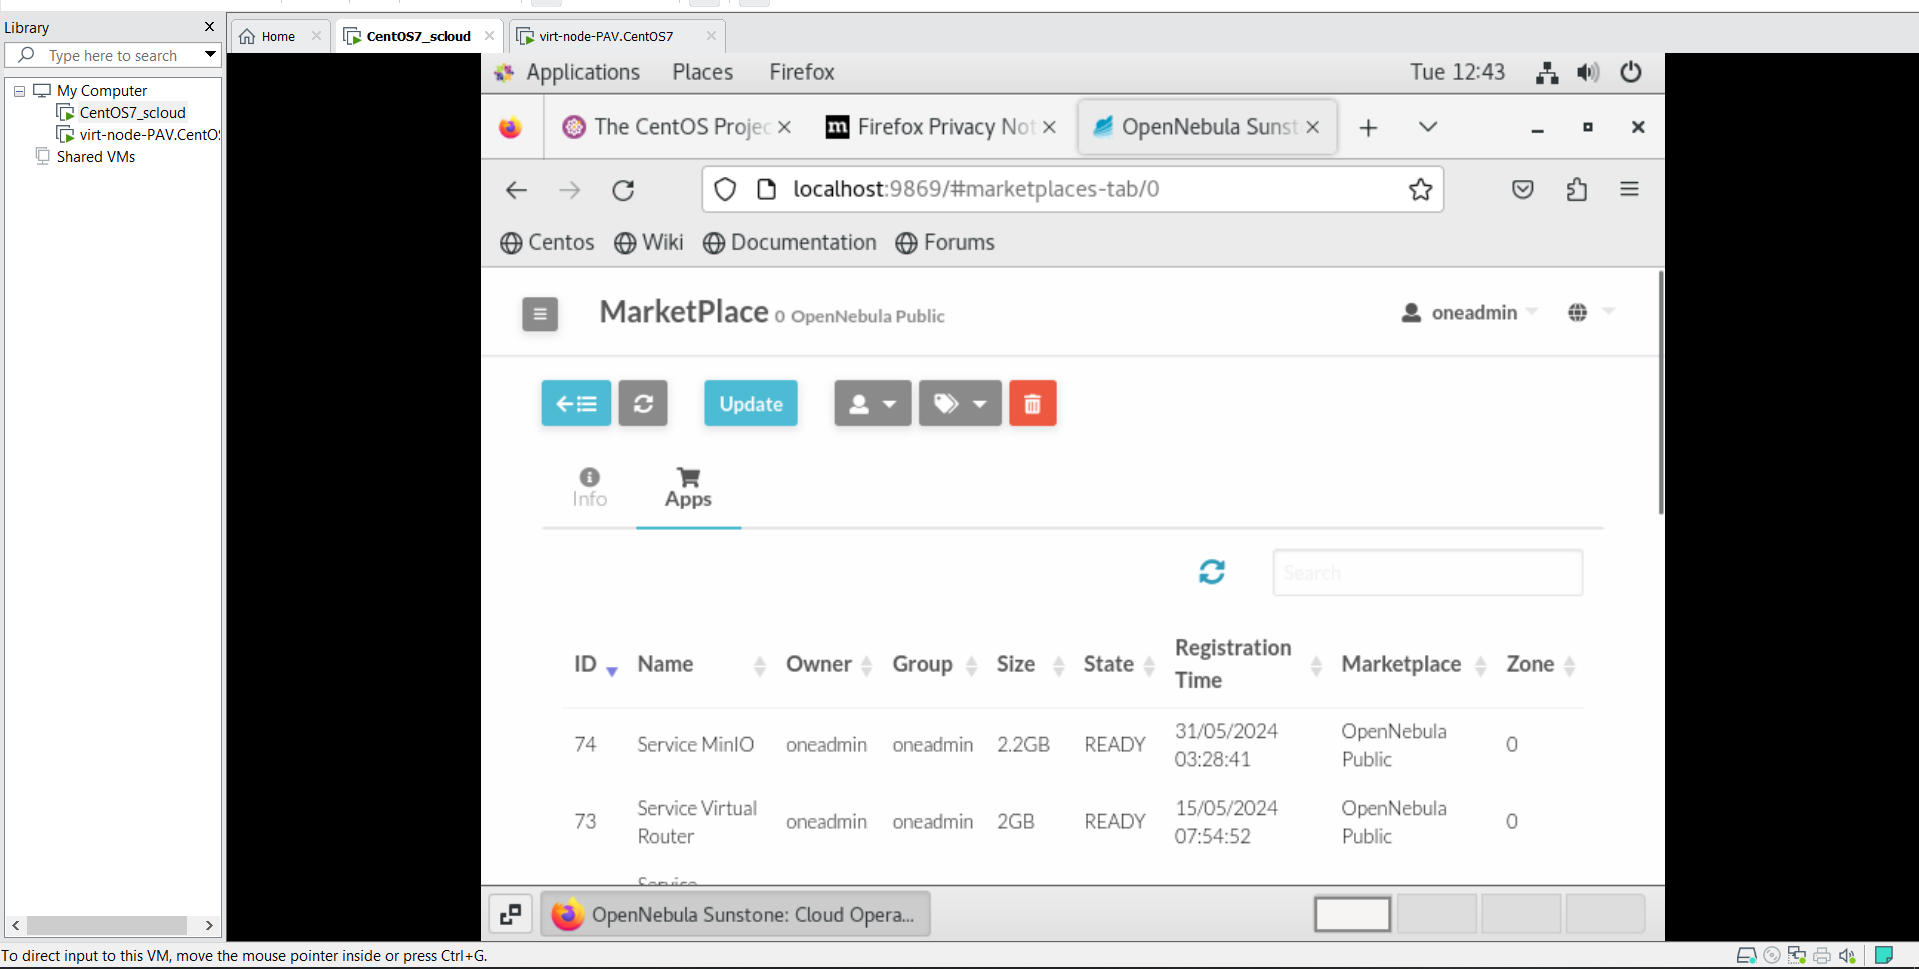 Library
Home
CentOS7_scloud
virt-node-PAV.CentOS7
Type here to search
My Computer
CentOS7_scloud
virt-node-PAV.CentOS
Shared VMs
Applications Places Firefox Tue 12:43
The CentOS Projec
Firefox Privacy Not
OpenNebula Sunst
localhost:9869/#marketplaces-tab/0
Centos Wiki Documentation Forums
MarketPlace 0 OpenNebula Public
oneadmin
Update
Info Apps
Search
ID Name Owner Group Size State Registration Time Marketplace Zone
74 Service MinIO oneadmin oneadmin 2.2GB READY 31/05/2024 03:28:41 OpenNebula Public 0
73 Service Virtual Router oneadmin oneadmin 2GB READY 15/05/2024 07:54:52 OpenNebula Public 0
Service
OpenNebula Sunstone: Cloud Opera...
To direct input to this VM, move the mouse pointer inside or press Ctrl+G.